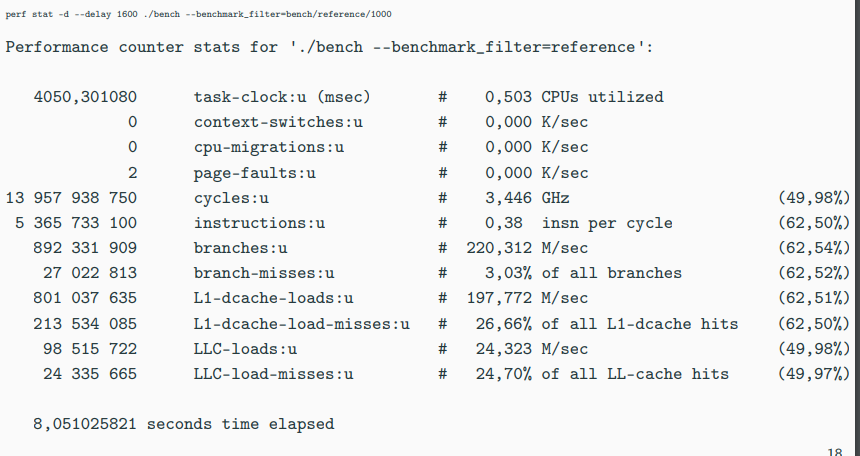 perf stat -d --delay 1600 ./bench --benchmark_filter=bench/reference/1000
Performance counter stats for './bench --benchmark_filter=reference':
4050,301080 task-clock:u (msec) # 0,503 CPUs utilized
0 context-switches:u # 0,000 K/sec
0 cpu-migrations:u # 0,000 K/sec
2 page-faults:u # 0,000 K/sec
13 957 938 750 cycles:u # 3,446 GHz (49,98%)
5 365 733 100 instructions:u # 0,38 insn per cycle (62,50%)
892 331 909 branches:u # 220,312 M/sec (62,54%)
27 022 813 branch-misses:u # 3,03% of all branches (62,52%)
801 037 635 L1-dcache-loads:u # 197,772 M/sec (62,51%)
213 534 085 L1-dcache-load-misses:u # 26,66% of all L1-dcache hits (62,50%)
98 515 722 LLC-loads:u # 24,323 M/sec (49,98%)
24 335 665 LLC-load-misses:u # 24,70% of all LL-cache hits (49,97%)
8,051025821 seconds time elapsed
18